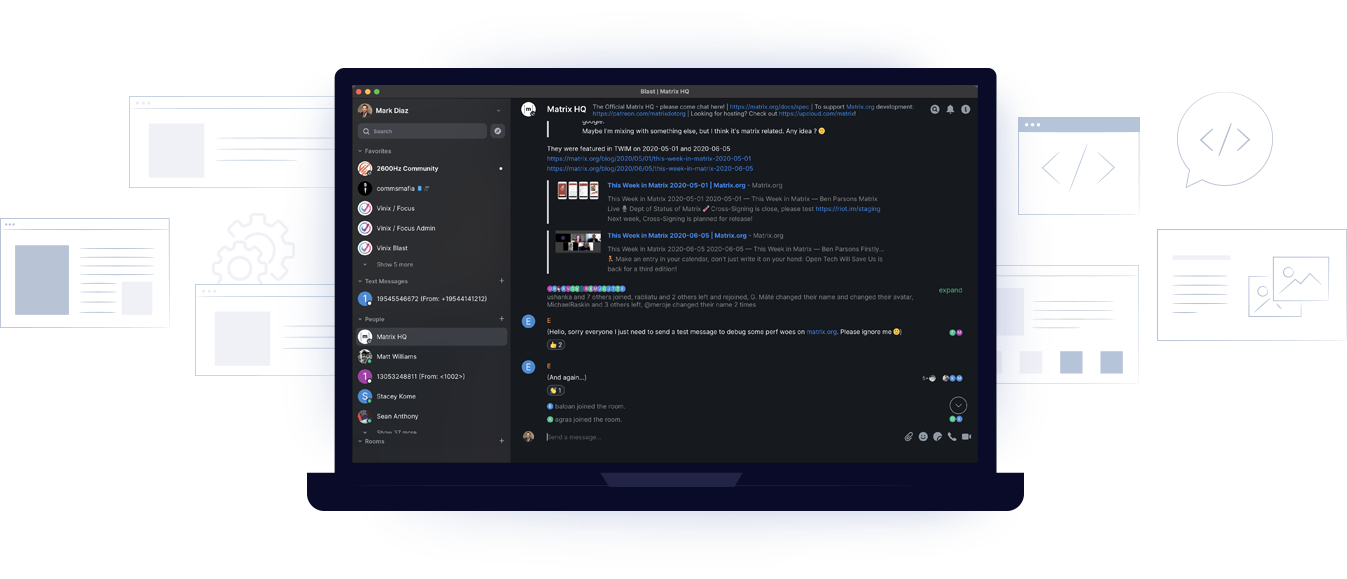 Blast | Matrix HQ
Mark Diaz
Search
Favorites
2600Hz Community
commsmafia
Vinix / Focus
Vinix / Focus Admin
Vinix Blast
Show 5 more
Text Messages
1
19545546672 (From: +19544141212)
People
Matrix HQ
Matt Williams
1
13053248811 (From: <1002>)
S
Stacey Kome
Sean Anthony
Show 37 more
Rooms
Matrix HQ
The Official Matrix HQ - please come chat here! | https://matrix.org/docs/spec | To support Matrix.org development:
https://patreon.com/matrixdotorg | Looking for hosting? Check out https://upcloud.com/matrix!
google.
Maybe I'm mixing with something else, but I think it's matrix related. Any idea ? 🙂
They were featured in TWIM on 2020-05-01 and 2020-06-05
https://matrix.org/blog/2020/05/01/this-week-in-matrix-2020-05-01
https://matrix.org/blog/2020/06/05/this-week-in-matrix-2020-06-05
This Week in Matrix 2020-05-01 | Matrix.org - Matrix.org
This Week in Matrix 2020-05-01 2020-05-01 — This Week in Matrix — Ben Parsons Matrix
Live 🎙 Dept of Status of Matrix 🚀 Cross-Signing is close, please test https://riot.im/staging
Next week, Cross-Signing is planned for release!
This Week in Matrix 2020-06-05 | Matrix.org - Matrix.org
This Week in Matrix 2020-06-05 2020-06-05 — This Week in Matrix — Ben Parsons Firstly...
Make an entry in your calendar, don't just write it on your hand: Open Tech Will Save Us is
back for a third edition!
expand
ushanka and 7 others joined, rabliatu and 2 others left and rejoined, G. Máté changed their name and changed their avatar,
MichaelRaskin and 3 others left, @meroje changed their name 2 times
E
E
(Hello, sorry everyone I just need to send a test message to debug some perf woes on matrix.org. Please ignore me 🙂)
👍 2
E
E
(And again...)
👏 1
baloan joined the room.
agraš joined the room.
Send a message...